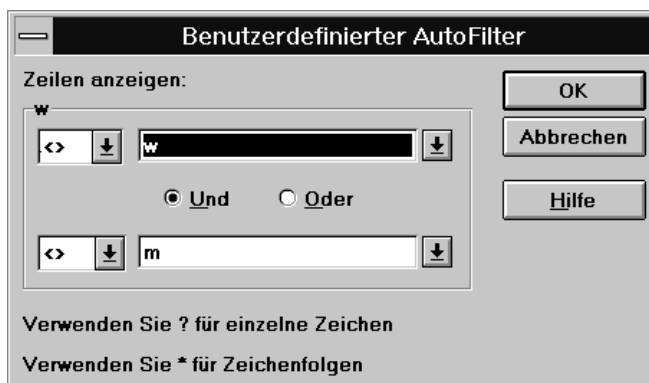 Benutzerdefinierter AutoFilter
Zeilen anzeigen:
w
<> w
Und Oder
<> m
OK
Abbrechen
Hilfe
Verwenden Sie ? für einzelne Zeichen
Verwenden Sie * für Zeichenfolgen